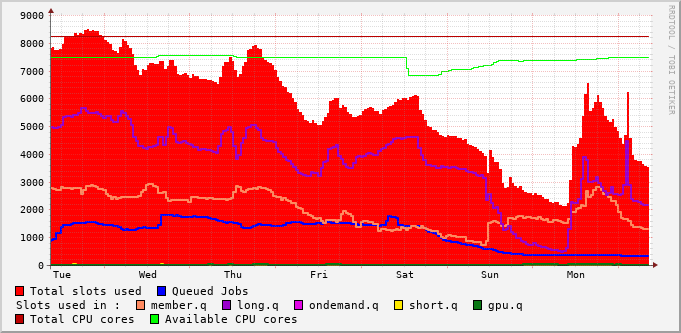 9000
8000
7000
6000
5000
4000
3000
2000
1000
0
Tue Wed Thu Fri Sat Sun Mon
Total slots used Queued Jobs
Slots used in : member.q long.q ondemand.q short.q gpu.q
Total CPU cores Available CPU cores
RRDTOOL / TOBI OETIKER